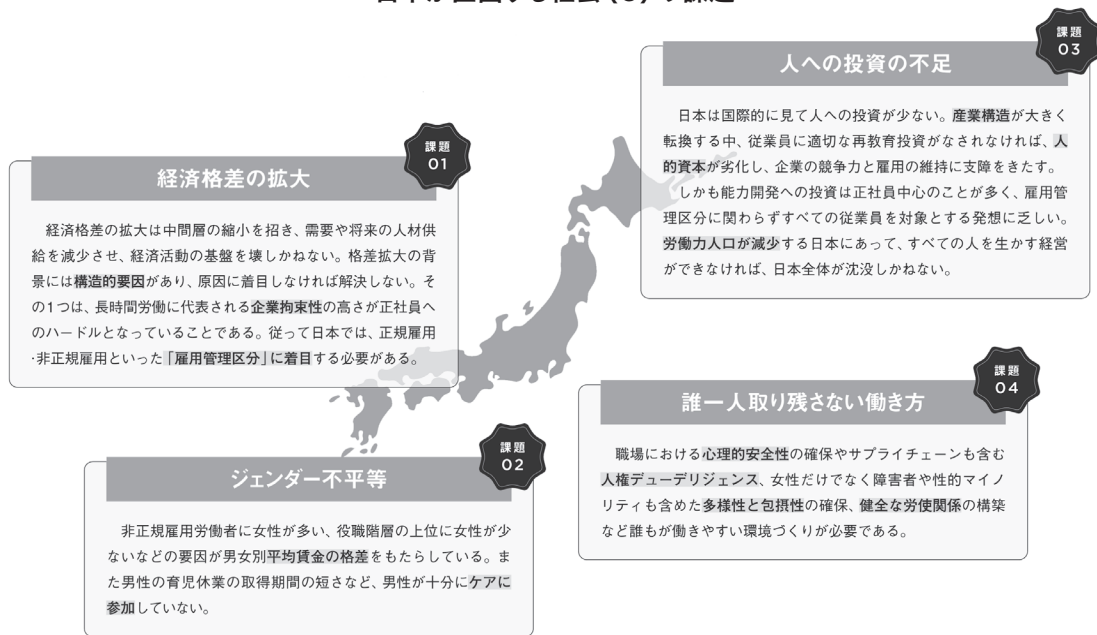 課題
01
経済格差の拡大
経済格差の拡大は中間層の縮小を招き、需要や将来の人材供
給を減少させ、経済活動の基盤を壊しかねない。格差拡大の背
景には構造的要因があり、原因に着目しなければ解決しない。そ
の1つは、長時間労働に代表される企業拘束性の高さが正社員へ
のハードルとなっていることである。従って日本では、正規雇用
・非正規雇用といった「雇用管理区分」に着目する必要がある。
課題
02
ジェンダー不平等
非正規雇用労働者に女性が多い、役職階層の上位に女性が少
ないなどの要因が男女別平均賃金の格差をもたらしている。ま
た男性の育児休業の取得期間の短さなど、男性が十分にケアに
参加していない。
課題
03
人への投資の不足
日本は国際的に見て人への投資が少ない。産業構造が大きく
転換する中、従業員に適切な再教育投資がなされなければ、人
的資本が劣化し、企業の競争力と雇用の維持に支障をきたす。
しかも能力開発への投資は正社員中心のことが多く、雇用管
理区分に関わらずすべての従業員を対象とする発想に乏しい。
労働力人口が減少する日本にあって、すべての人を生かす経営
ができなければ、日本全体が沈没しかねない。
課題
04
誰一人取り残さない働き方
職場における心理的安全性の確保やサプライチェーンも含む
人権デューデリジェンス、女性だけでなく障害者や性的マイノ
リティも含めた多様性と包摂性の確保、健全な労使関係の構築
など誰もが働きやすい環境づくりが必要である。